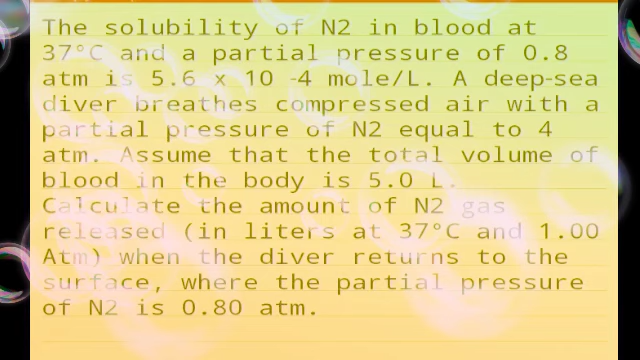 The solubility of N2 in blood at
37°C and a partial pressure of 0.8
atm is 5.6 x 10 -4 mole/L. A deep-sea
diver breathes compressed air with a
partial pressure of N2 equal to 4
atm. Assume that the total volume of
blood in the body is 5.0 L.
Calculate the amount of N2 gas
released (in liters at 37°C and 1.00
Atm) when the diver returns to the
surface, where the partial pressure
of N2 is 0.80 atm.